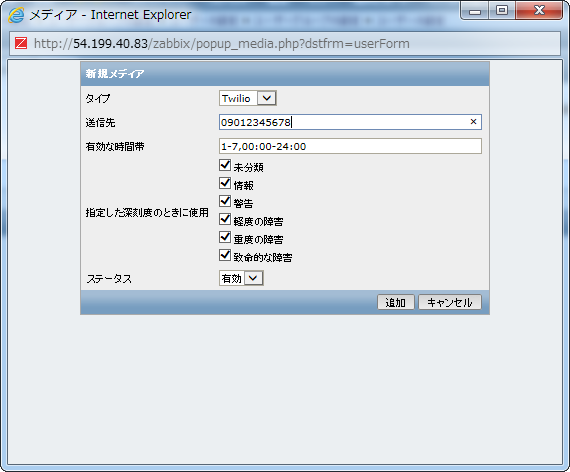 メディア - Internet Explorer
http://54.199.40.83/zabbix/popup_media.php?dstfrm=userForm
新規メディア
タイプ Twilio
送信先 09012345678
有効な時間帯 1-7,00:00-24:00
未分類
情報
警告
指定した深刻度のときに使用
軽度の障害
重度の障害
致命的な障害
ステータス 有効
追加 キャンセル